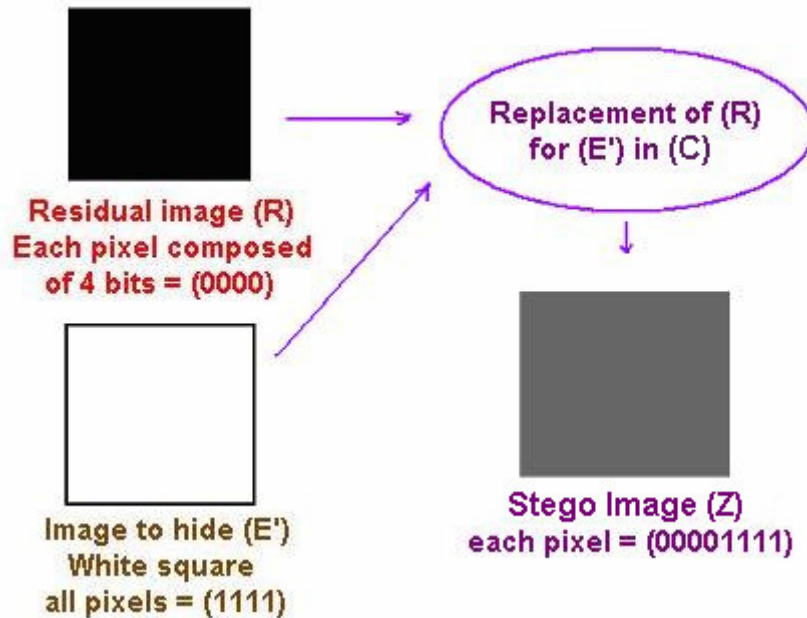 Replacement of (R)
for (E') in (C)
Residual image (R)
Each pixel composed
of 4 bits = (0000)
Image to hide (E')
White square
all pixels = (1111)
Stego Image (Z)
each pixel = (00001111)